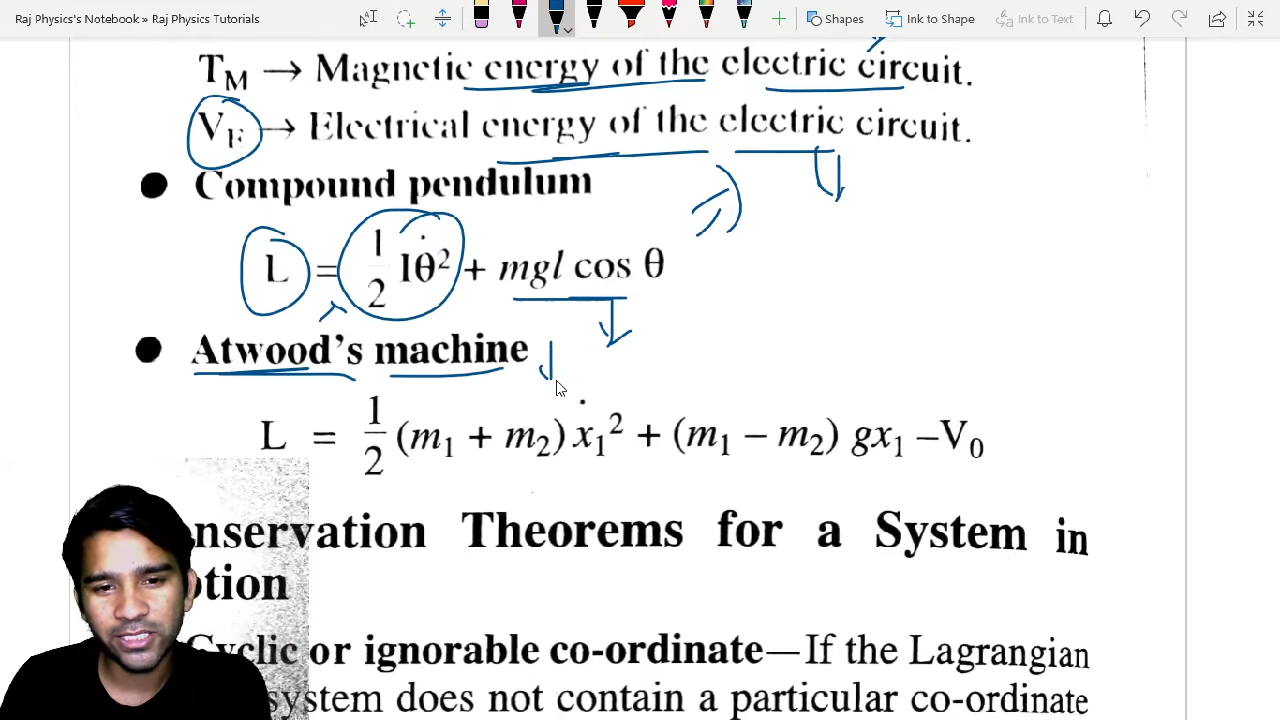 Raj Physics's Notebook » Raj Physics Tutorials
Shapes
Ink to Shape
Ink to Text
T_M → Magnetic energy of the electric circuit.
V_E → Electrical energy of the electric circuit.
● Compound pendulum
L = 1/2 Iθ̇² + mgl cos θ
● Atwood's machine
L = 1/2 (m₁ + m₂) ẋ₁² + (m₁ – m₂) gx₁ –V₀
nservation Theorems for a System in
otion
Cyclic or ignorable co-ordinate—If the Lagrangian
system does not contain a particular co-ordinate